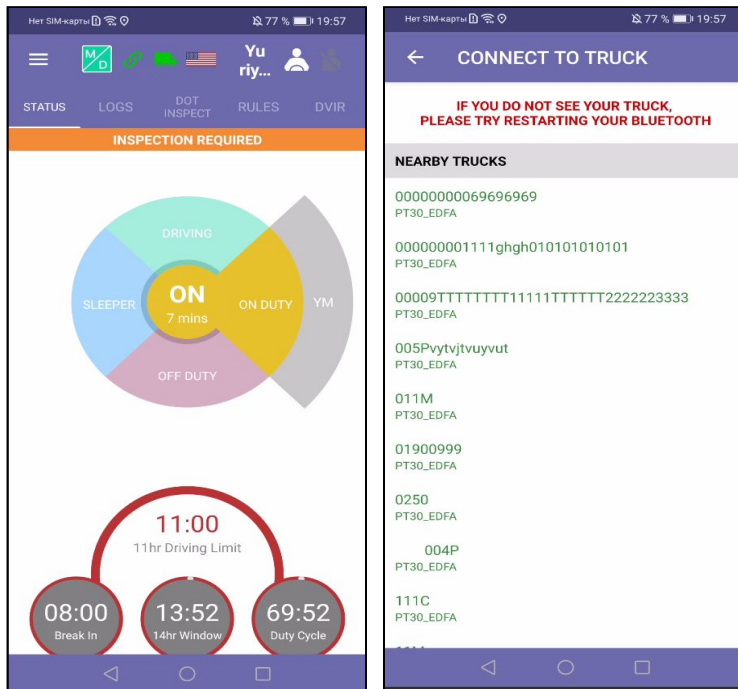 Нет SIM-карты 77 % 19:57
M/D
Yu
riy...
STATUS LOGS DOT INSPECT RULES DVIR
INSPECTION REQUIRED
DRIVING
SLEEPER
ON
7 mins
ON DUTY
YM
OFF DUTY
11:00
11hr Driving Limit
08:00
Break In
13:52
14hr Window
69:52
Duty Cycle
Нет SIM-карты 77 % 19:57
CONNECT TO TRUCK
IF YOU DO NOT SEE YOUR TRUCK,
PLEASE TRY RESTARTING YOUR BLUETOOTH
NEARBY TRUCKS
00000000069696969
PT30_EDFA
000000001111ghgh010101010101
PT30_EDFA
00009TTTTTTTT11111TTTTTT2222223333
PT30_EDFA
005Pvytvjtvuyvut
PT30_EDFA
011M
PT30_EDFA
01900999
PT30_EDFA
0250
PT30_EDFA
004P
PT30_EDFA
111C
PT30_EDFA